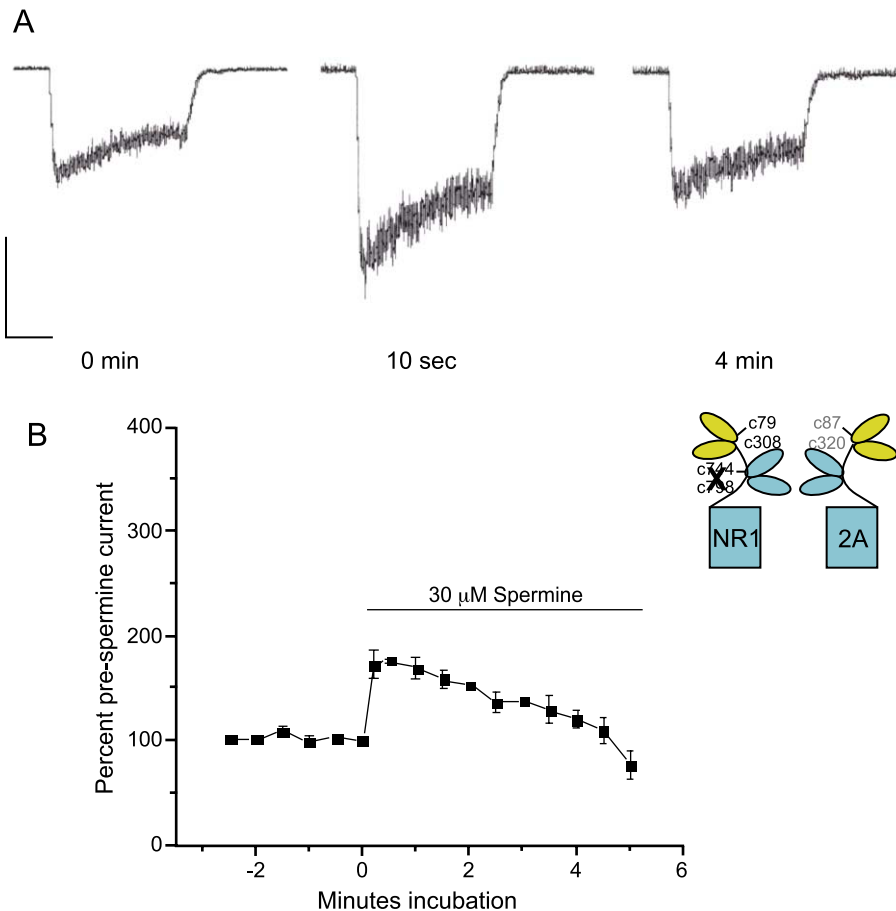 A
0 min
10 sec
4 min
B
Percent pre-spermine current
400
300
200
100
0
30 μM Spermine
-2
0
2
4
6
Minutes incubation
c79
c308
c744
c798
NR1
c87
c320
2A